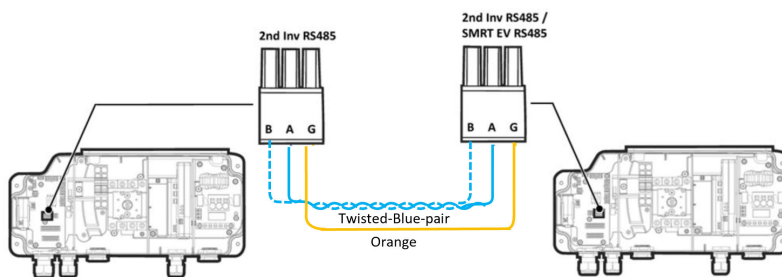 2nd Inv RS485
2nd Inv RS485 /
SMRT EV RS485
B A G
B A G
Twisted-Blue-pair
Orange